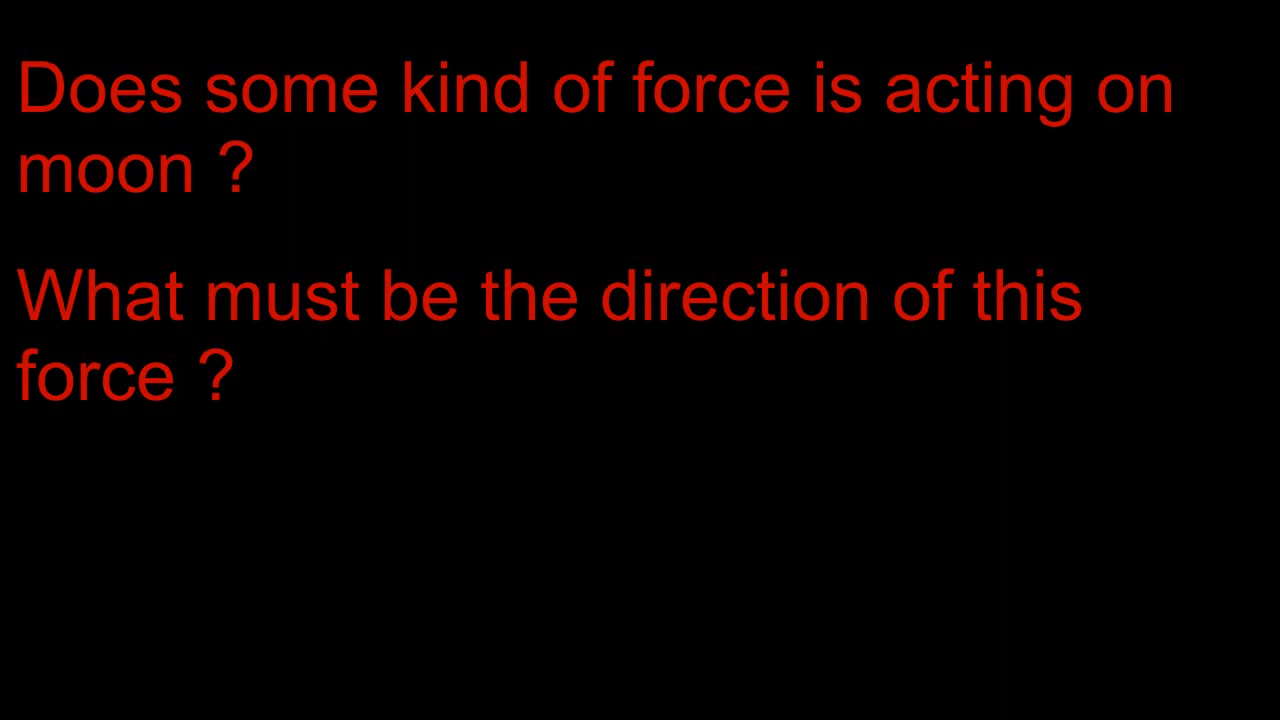 Does some kind of force is acting on
moon ?
What must be the direction of this
force ?